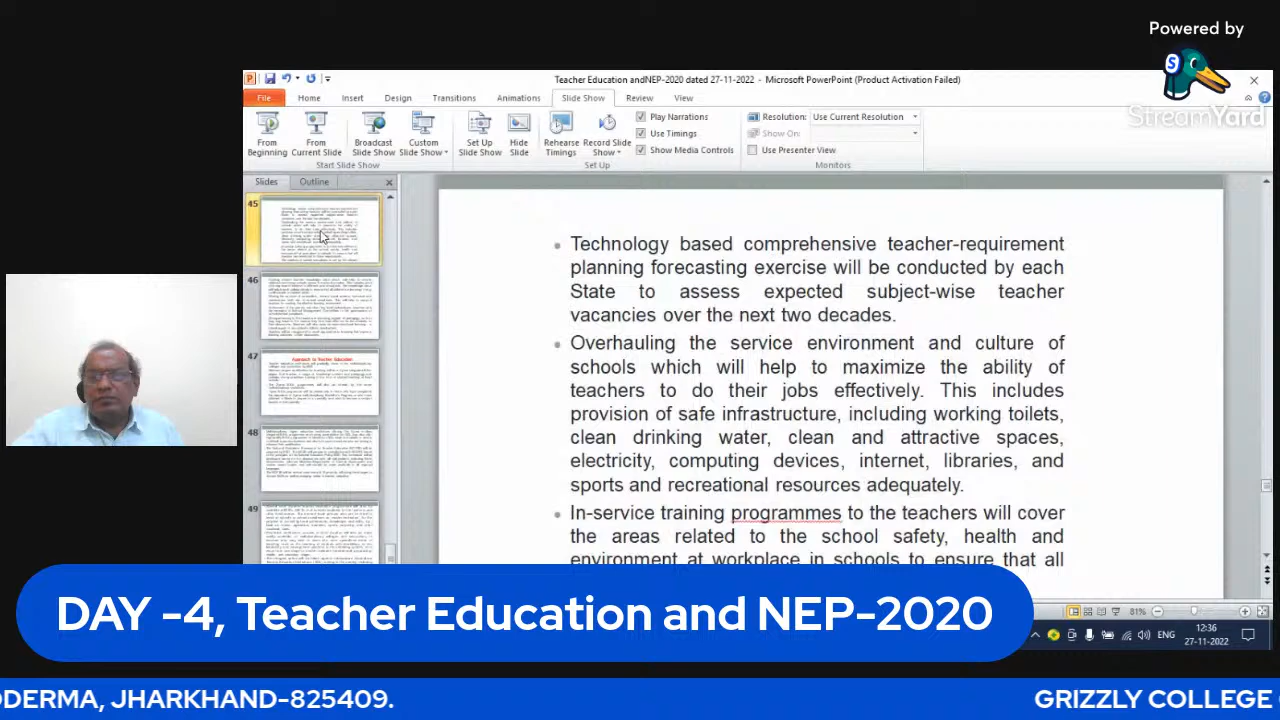 Powered by
StreamYard
Teacher Education andNEP-2020 dated 27-11-2022 - Microsoft PowerPoint (Product Activation Failed)
File Home Insert Design Transitions Animations Slide Show Review View
From Beginning
From Current Slide
Broadcast Slide Show
Custom Slide Show
Set Up Slide Show
Hide Slide
Rehearse Timings
Record Slide Show
Play Narrations
Use Timings
Show Media Controls
Resolution: Use Current Resolution
Show On:
Use Presenter View
Start Slide Show
Set Up
Monitors
Slides Outline
45
46
47
Approach to Teacher Education
48
49
Technology based comprehensive teacher-requirement
planning forecasting exercise will be conducted by each
State to assess expected subject-wise teacher
vacancies over the next two decades.
Overhauling the service environment and culture of
schools which will help to maximize the ability of
teachers to do their jobs effectively. This includes
provision of safe infrastructure, including working toilets,
clean drinking water, clean and attractive spaces,
electricity, computing devices, internet, libraries, and
sports and recreational resources adequately.
In-service training programmes to the teachers will cover
the areas related to the school safety, health and
environment at workplace in schools to ensure that all
81%
ENG
12:36
27-11-2022
DAY -4, Teacher Education and NEP-2020
ODERMA, JHARKHAND-825409.
GRIZZLY COLLEGE